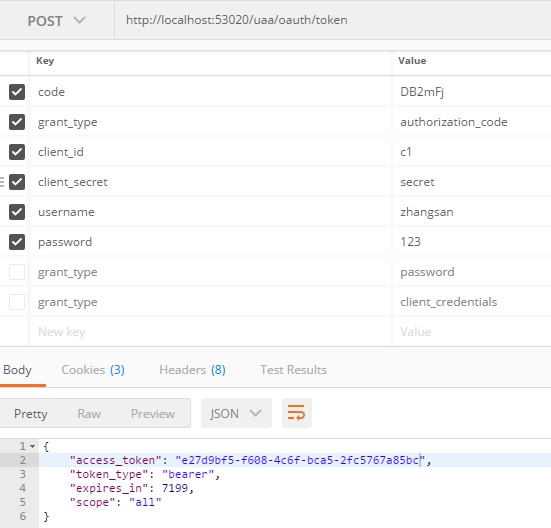 POST http://localhost:53020/uaa/oauth/token
Key Value
code DB2mFj
grant_type authorization_code
client_id c1
client_secret secret
username zhangsan
password 123
grant_type password
grant_type client_credentials
New key Value
Body Cookies (3) Headers (8) Test Results
Pretty Raw Preview JSON
1 {
2 "access_token": "e27d9bf5-f608-4c6f-bca5-2fc5767a85bc",
3 "token_type": "bearer",
4 "expires_in": 7199,
5 "scope": "all"
6 }